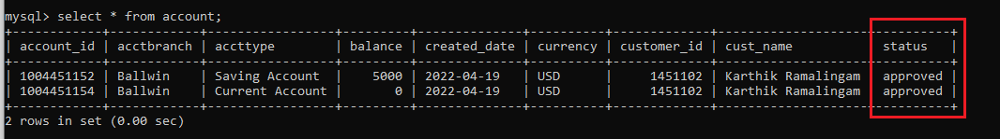 mysql> select * from account;
+------------+------------+-----------------+---------+--------------+----------+-------------+--------------------+----------+
| account_id | acctbranch | accttype        | balance | created_date | currency | customer_id | cust_name          | status   |
+------------+------------+-----------------+---------+--------------+----------+-------------+--------------------+----------+
| 1004451152 | Ballwin    | Saving Account  |    5000 | 2022-04-19   | USD      |     1451102 | Karthik Ramalingam | approved |
| 1004451154 | Ballwin    | Current Account |       0 | 2022-04-19   | USD      |     1451102 | Karthik Ramalingam | approved |
+------------+------------+-----------------+---------+--------------+----------+-------------+--------------------+----------+
2 rows in set (0.00 sec)